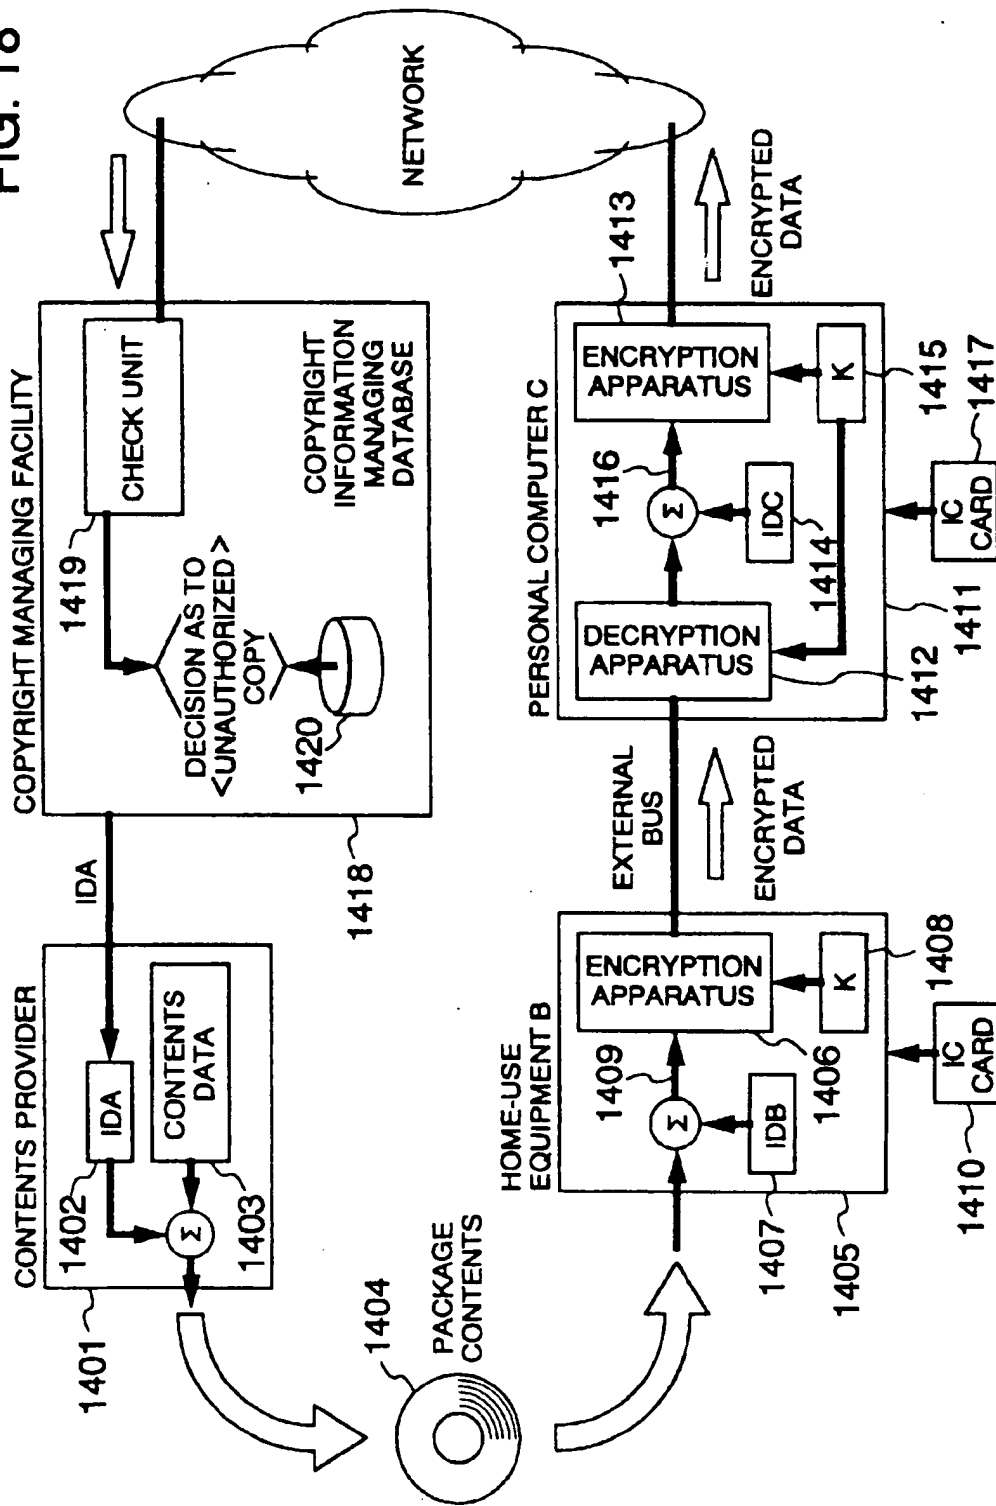 FIG. 18
CONTENTS PROVIDER
1401
1402
IDA
CONTENTS
DATA
1403
Σ
IDA
COPYRIGHT MANAGING FACILITY
1418
1419
CHECK UNIT
DECISION AS TO
<UNAUTHORIZED>
COPY
1420
COPYRIGHT
INFORMATION
MANAGING
DATABASE
NETWORK
1404
PACKAGE
CONTENTS
HOME-USE
EQUIPMENT B
1405
1407
IDB
Σ
1409
ENCRYPTION
APPARATUS
1406
K
1408
1410
IC
CARD
EXTERNAL
BUS
ENCRYPTED
DATA
PERSONAL COMPUTER C
DECRYPTION
APPARATUS
1412
Σ
1416
IDC
1414
ENCRYPTION
APPARATUS
1413
K
1415
1411
IC
CARD
1417
ENCRYPTED
DATA